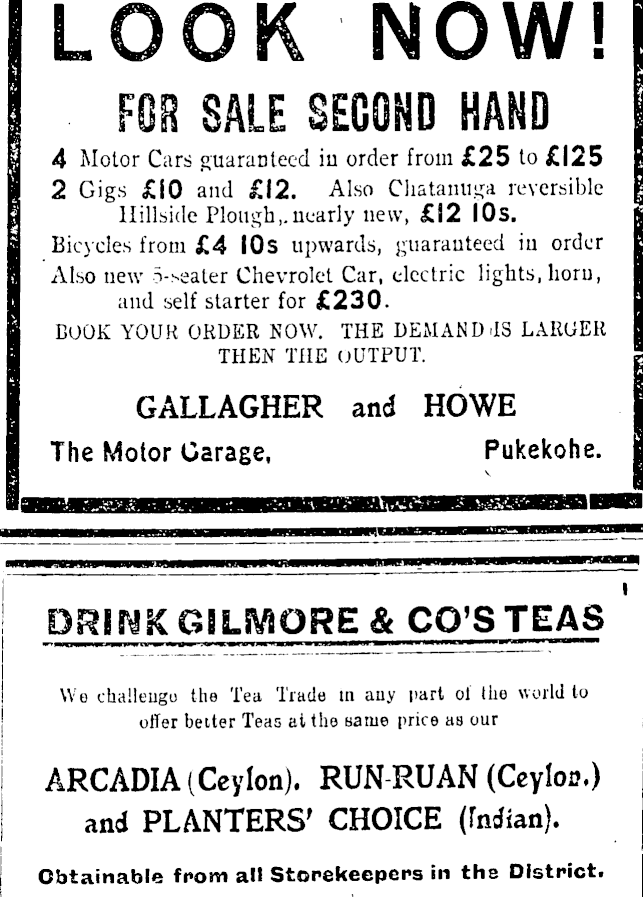 LOOK NOW!
FOR SALE SECOND HAND
4 Motor Cars guaranteed in order from £25 to £125
2 Gigs £10 and £12. Also Chatanuga reversible
Hillside Plough, nearly new, £12 10s.
Bicycles from £4 10s upwards, guaranteed in order
Also new 5-seater Chevrolet Car, electric lights, horn,
and self starter for £230.
BOOK YOUR ORDER NOW. THE DEMAND IS LARGER
THEN THE OUTPUT.
GALLAGHER and HOWE
The Motor Garage, Pukekohe.
DRINK GILMORE & CO'S TEAS
We challenge the Tea Trade in any part of the world to
offer better Teas at the same price as our
ARCADIA (Ceylon). RUN-RUAN (Ceylon.)
and PLANTERS' CHOICE (Indian).
Obtainable from all Storekeepers in the District.